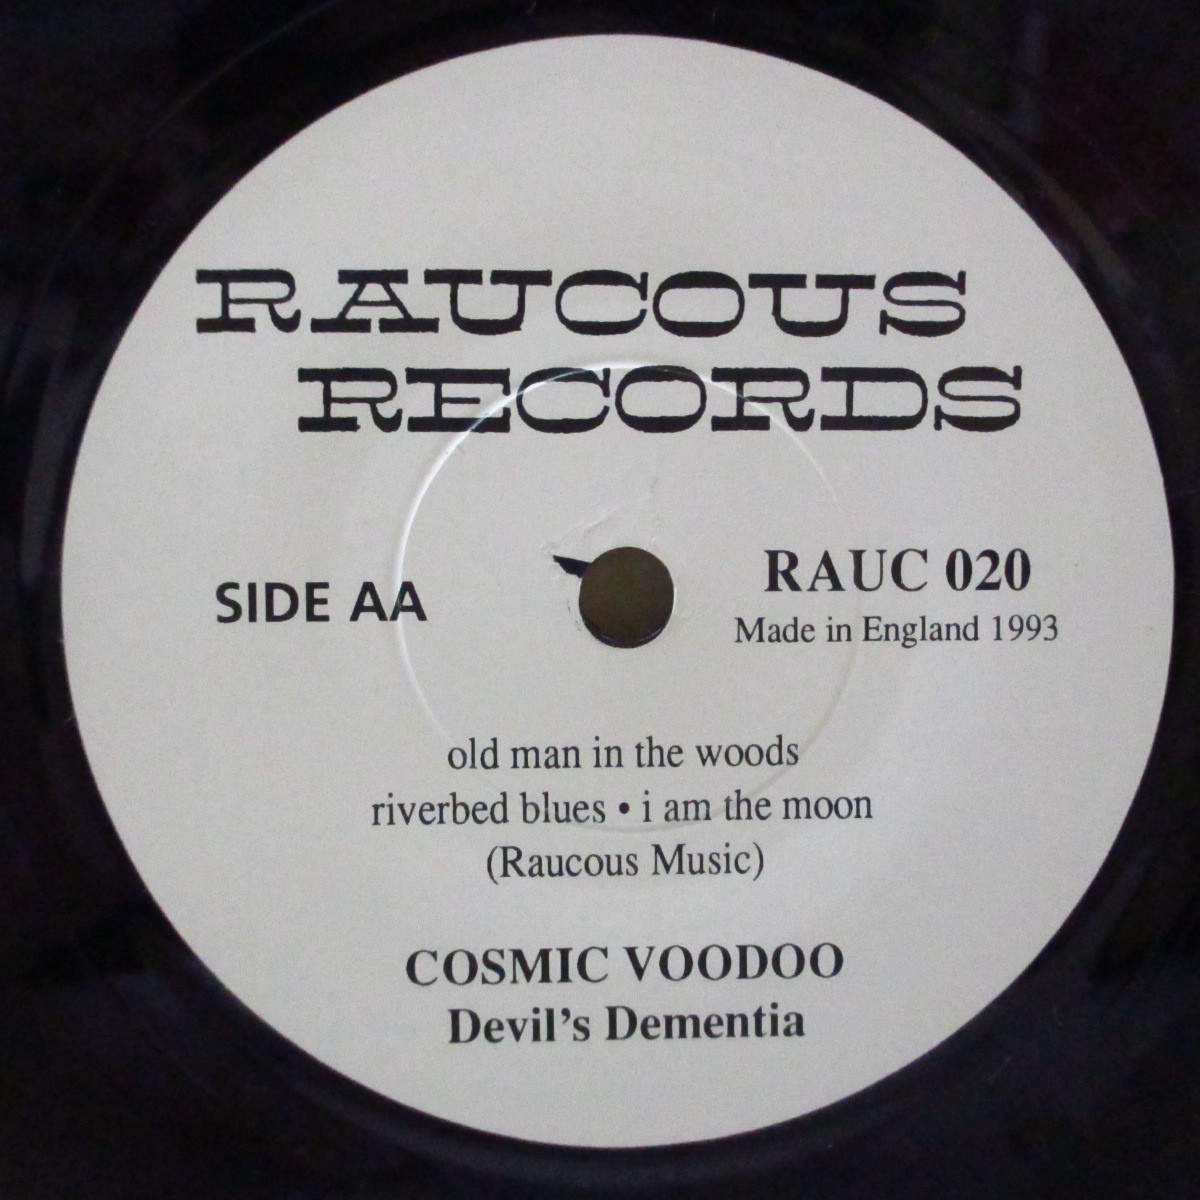 RAUCOUS
RECORDS
SIDE AA
RAUC 020
Made in England 1993
old man in the woods
riverbed blues • i am the moon
(Raucous Music)
COSMIC VOODOO
Devil's Dementia